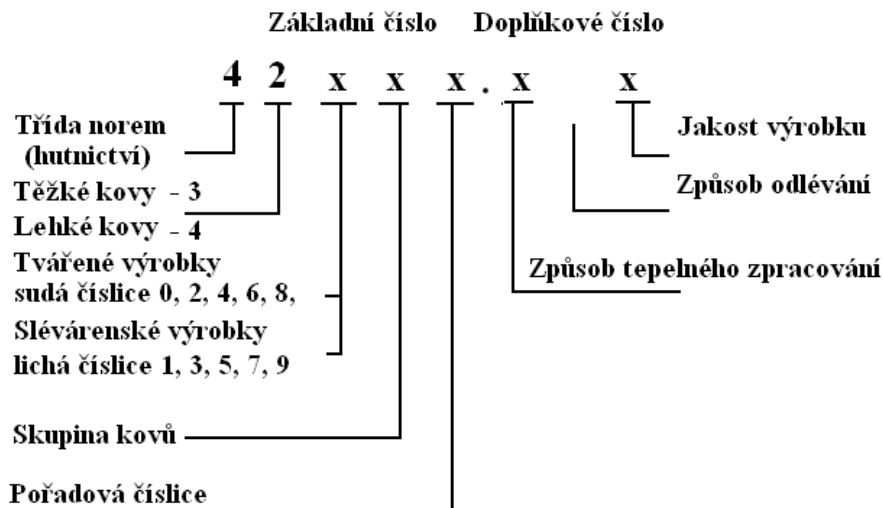 Základní číslo Doplňkové číslo
4 2 x x x . x x
Třída norem
(hutnictví)
Jakost výrobku
Těžké kovy - 3
Způsob odlévání
Lehké kovy - 4
Tvářené výrobky
Způsob tepelného zpracování
sudá číslice 0, 2, 4, 6, 8,
Slévárenské výrobky
lichá číslice 1, 3, 5, 7, 9
Skupina kovů
Pořadová číslice